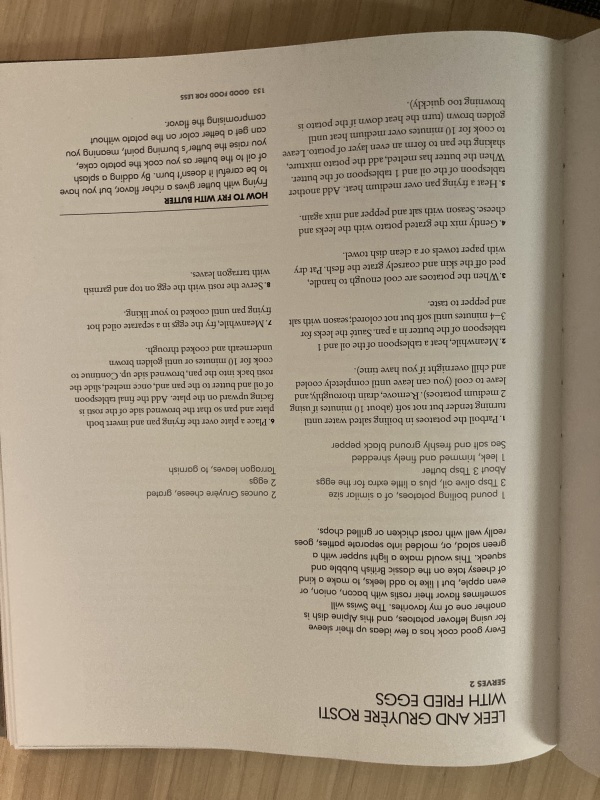 LEEK AND GRUYÈRE ROSTI
WITH FRIED EGGS
SERVES 2
Every good cook has a few ideas up their sleeve
for using leftover potatoes, and this Alpine dish is
another one of my favorites. The Swiss will
sometimes flavor their rostis with bacon, onion, or
even apple, but I like to add leeks, to make a kind
of cheesy take on the classic British bubble and
squeak. This would make a light supper with a
green salad, or, molded into separate patties, goes
really well with roast chicken or grilled chops.
1 pound boiling potatoes, of a similar size
3 Tbsp olive oil, plus a little extra for the eggs
About 3 Tbsp butter
1 leek, trimmed and finely shredded
Sea salt and freshly ground black pepper
2 ounces Gruyère cheese, grated
2 eggs
Tarragon leaves, to garnish
1. Parboil the potatoes in boiling salted water until
turning tender but not soft (about 10 minutes if using
2 medium potatoes). Remove, drain thoroughly, and
leave to cool (you can leave until completely cooled
and chill overnight if you have time).
2. Meanwhile, heat a tablespoon of the oil and 1
tablespoon of the butter in a pan. Sauté the leeks for
3–4 minutes until soft but not colored; season with salt
and pepper to taste.
3. When the potatoes are cool enough to handle,
peel off the skin and coarsely grate the flesh. Pat dry
with paper towels or a clean dish towel.
4. Gently mix the grated potato with the leeks and
cheese. Season with salt and pepper and mix again.
5. Heat a frying pan over medium heat. Add another
tablespoon of the oil and 1 tablespoon of the butter.
When the butter has melted, add the potato mixture,
shaking the pan to form an even layer of potato. Leave
to cook for 10 minutes over medium heat until
golden brown (turn the heat down if the potato is
browning too quickly).
6. Place a plate over the frying pan and invert both
plate and pan so that the browned side of the rosti is
facing upward on the plate. Add the final tablespoon
of oil and butter to the pan and, once melted, slide the
rosti back into the pan, browned side up. Continue to
cook for 10 minutes or until golden brown
underneath and cooked through.
7. Meanwhile, fry the eggs in a separate oiled hot
frying pan until cooked to your liking.
8. Serve the rosti with the egg on top and garnish
with tarragon leaves.
HOW TO FRY WITH BUTTER
Frying with butter gives a richer flavor, but you have
to be careful it doesn't burn. By adding a splash
of oil to the butter as you cook the potato cake,
you raise the butter's burning point, meaning you
can get a better color on the potato without
compromising the flavor.
153 GOOD FOOD FOR LESS